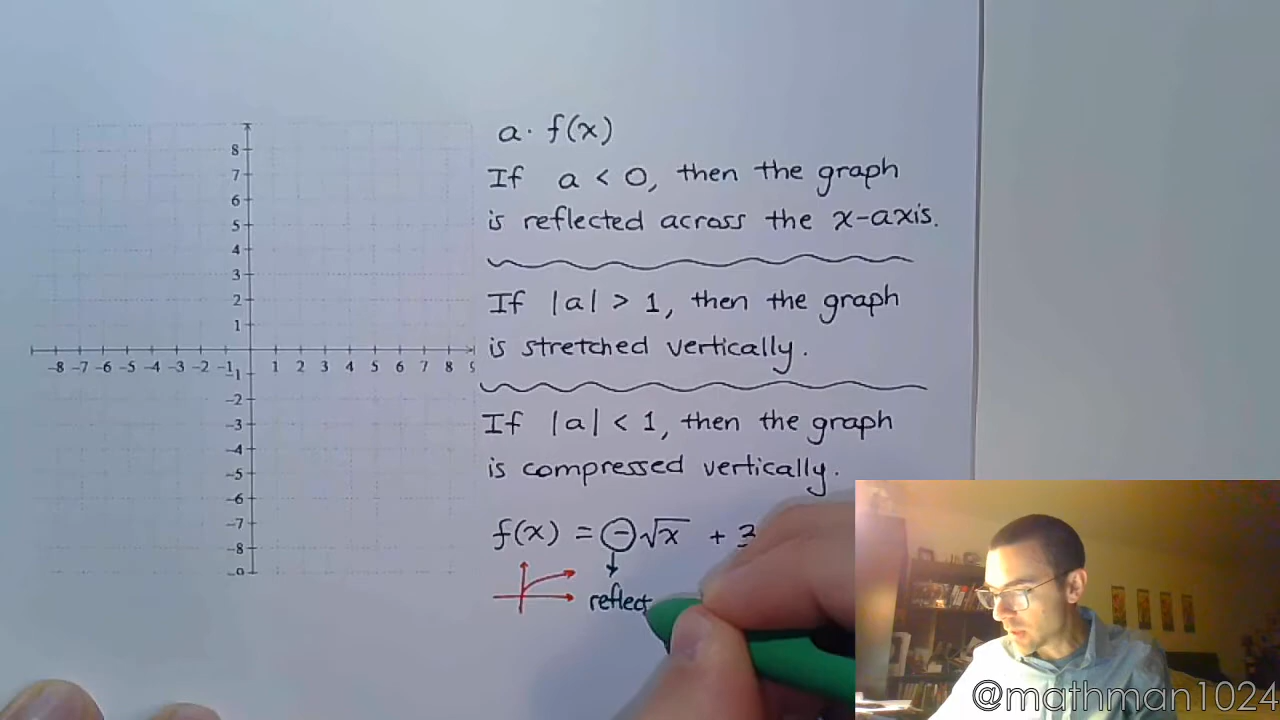 a · f(x)
If a < 0, then the graph
is reflected across the x-axis.
If |a| > 1, then the graph
is stretched vertically.
If |a| < 1, then the graph
is compressed vertically.
f(x) = -√x + 3
reflect
8
7
6
5
4
3
2
1
-8 -7 -6 -5 -4 -3 -2 -1 1 2 3 4 5 6 7 8
-1
-2
-3
-4
-5
-6
-7
-8
@mathman1024